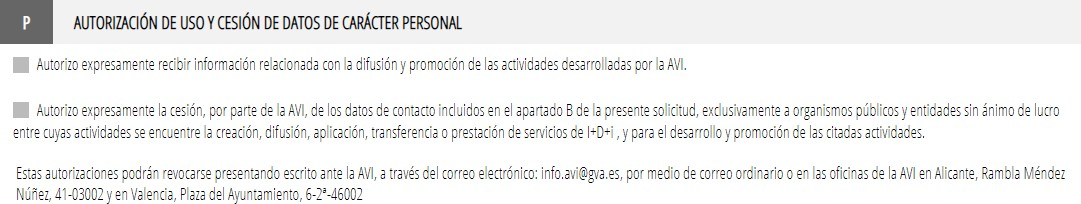 P AUTORIZACIÓN DE USO Y CESIÓN DE DATOS DE CARÁCTER PERSONAL
Autorizo expresamente recibir información relacionada con la difusión y promoción de las actividades desarrolladas por la AVI.
Autorizo expresamente la cesión, por parte de la AVI, de los datos de contacto incluidos en el apartado B de la presente solicitud, exclusivamente a organismos públicos y entidades sin ánimo de lucro
entre cuyas actividades se encuentre la creación, difusión, aplicación, transferencia o prestación de servicios de I+D+i , y para el desarrollo y promoción de las citadas actividades.
Estas autorizaciones podrán revocarse presentando escrito ante la AVI, a través del correo electrónico: info.avi@gva.es, por medio de correo ordinario o en las oficinas de la AVI en Alicante, Rambla Méndez
Núñez, 41-03002 y en Valencia, Plaza del Ayuntamiento, 6-2ª-46002